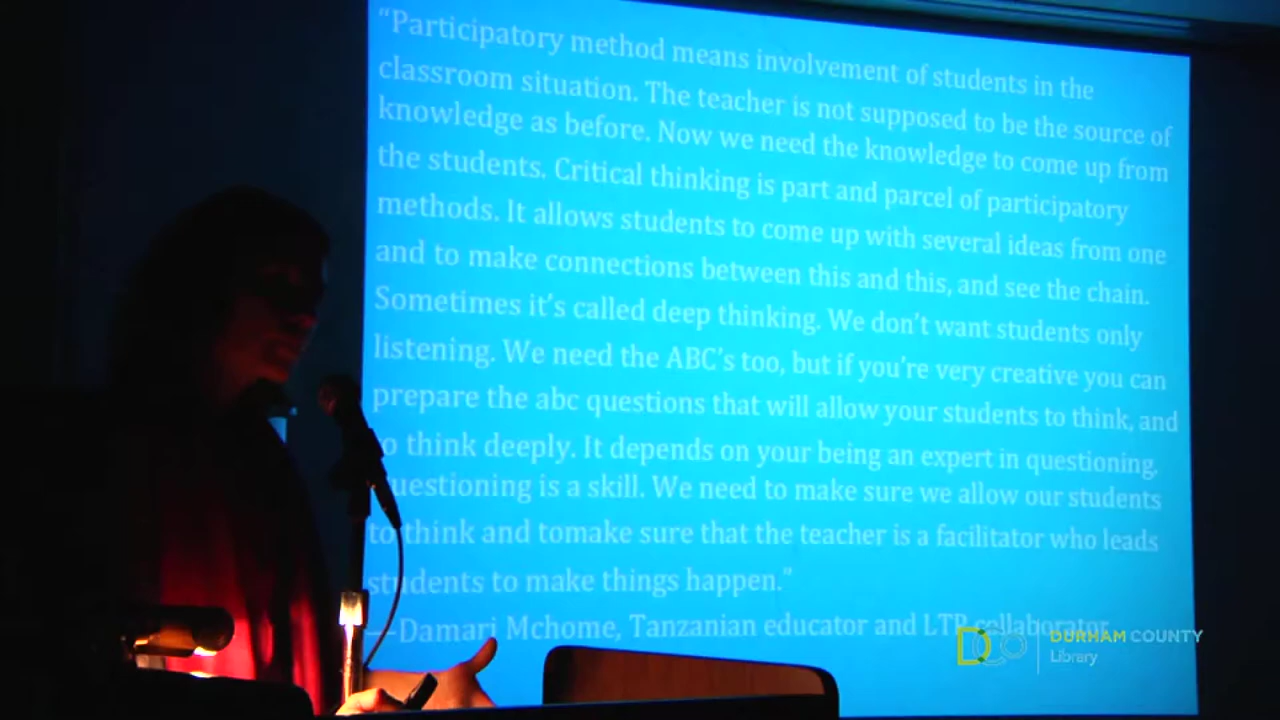 “Participatory method means involvement of students in the
classroom situation. The teacher is not supposed to be the source of
knowledge as before. Now we need the knowledge to come up from
the students. Critical thinking is part and parcel of participatory
methods. It allows students to come up with several ideas from one
and to make connections between this and this, and see the chain.
Sometimes it’s called deep thinking. We don’t want students only
listening. We need the ABC’s too, but if you’re very creative you can
prepare the abc questions that will allow your students to think, and
to think deeply. It depends on your being an expert in questioning.
questioning is a skill. We need to make sure we allow our students
to think and tomake sure that the teacher is a facilitator who leads
students to make things happen.”
—Damari Mchome, Tanzanian educator and LTP collaborator
DCO
DURHAM COUNTY
Library